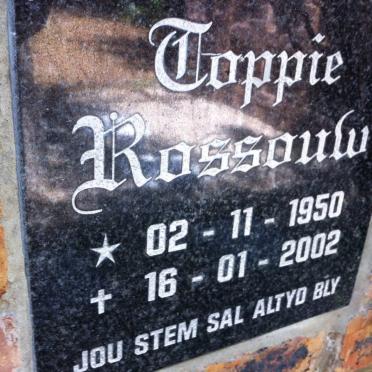 Toppie
Rossouw
★ 02 - 11 - 1950
✝ 16 - 01 - 2002
JOU STEM SAL ALTYD BLY